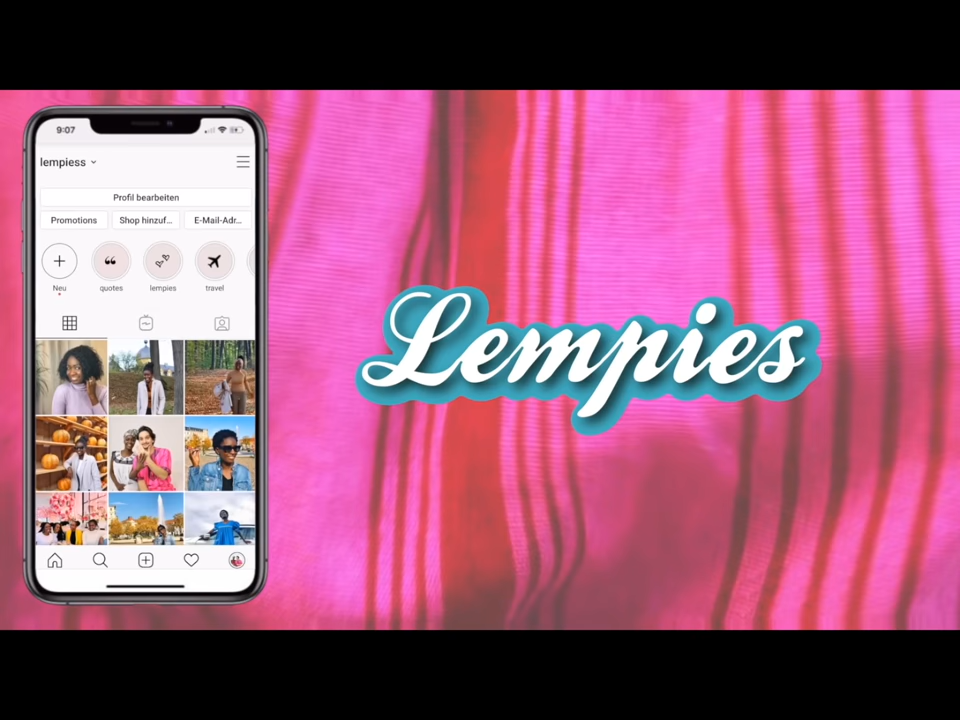 9:07
lempiess
Profil bearbeiten
Promotions
Shop hinzuf...
E-Mail-Adr...
Neu
quotes
lempies
travel
Lempies